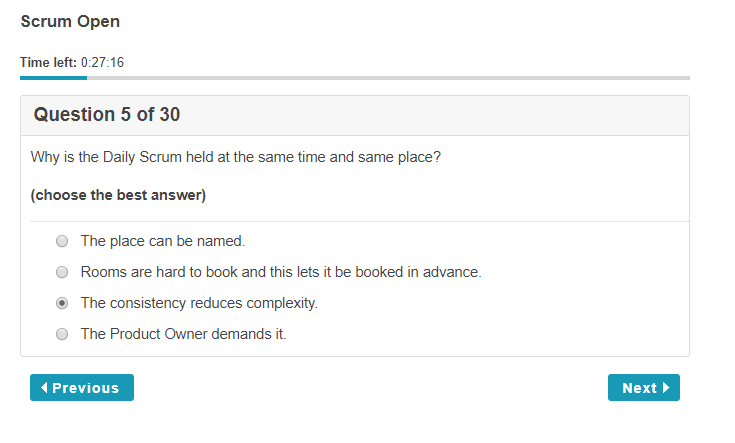 Scrum Open
Time left: 0:27:16
Question 5 of 30
Why is the Daily Scrum held at the same time and same place?
(choose the best answer)
The place can be named.
Rooms are hard to book and this lets it be booked in advance.
The consistency reduces complexity.
The Product Owner demands it.
Previous
Next